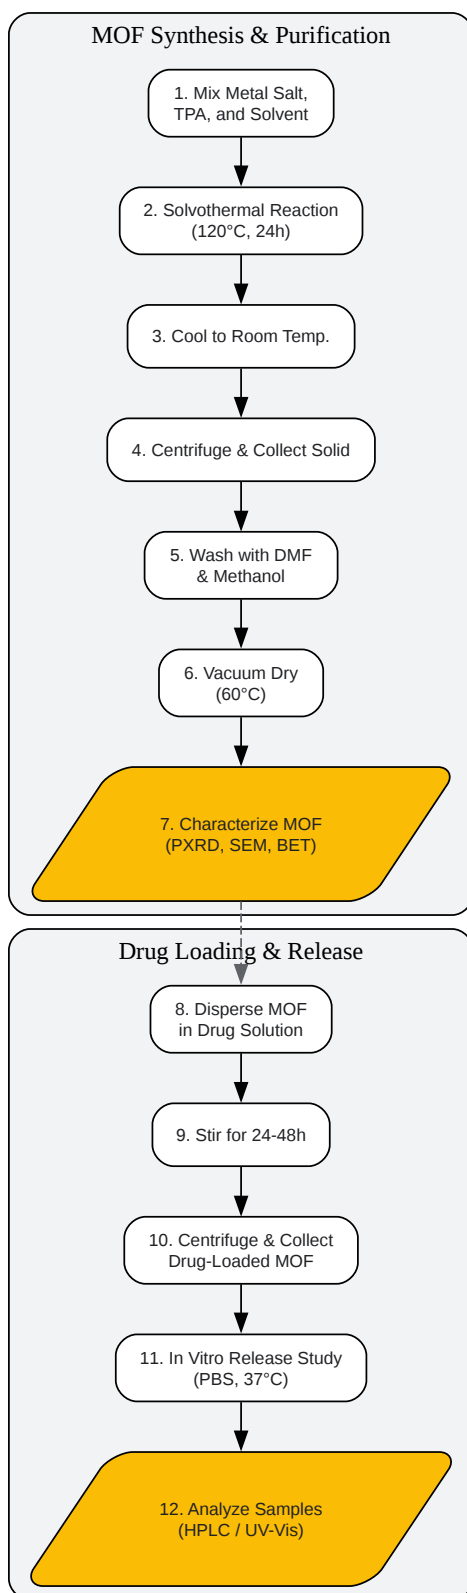 MOF Synthesis & Purification
1. Mix Metal Salt,
TPA, and Solvent
2. Solvothermal Reaction
(120°C, 24h)
3. Cool to Room Temp.
4. Centrifuge & Collect Solid
5. Wash with DMF
& Methanol
6. Vacuum Dry
(60°C)
7. Characterize MOF
(PXRD, SEM, BET)
Drug Loading & Release
8. Disperse MOF
in Drug Solution
9. Stir for 24-48h
10. Centrifuge & Collect
Drug-Loaded MOF
11. In Vitro Release Study
(PBS, 37°C)
12. Analyze Samples
(HPLC / UV-Vis)